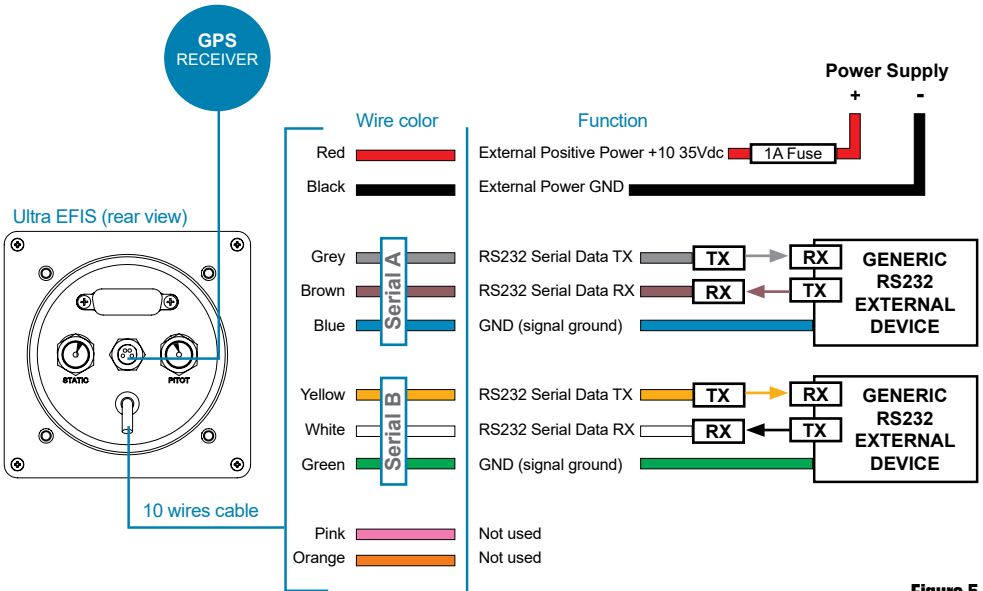 GPS
RECEIVER
Power Supply
+ -
Wire color Function
Red External Positive Power +10 35Vdc 1A Fuse
Black External Power GND
Ultra EFIS (rear view)
STATIC PITOT
Serial A
Grey RS232 Serial Data TX TX RX
Brown RS232 Serial Data RX RX TX
Blue GND (signal ground)
GENERIC
RS232
EXTERNAL
DEVICE
Serial B
Yellow RS232 Serial Data TX TX RX
White RS232 Serial Data RX RX TX
Green GND (signal ground)
GENERIC
RS232
EXTERNAL
DEVICE
10 wires cable
Pink Not used
Orange Not used
Figure 5